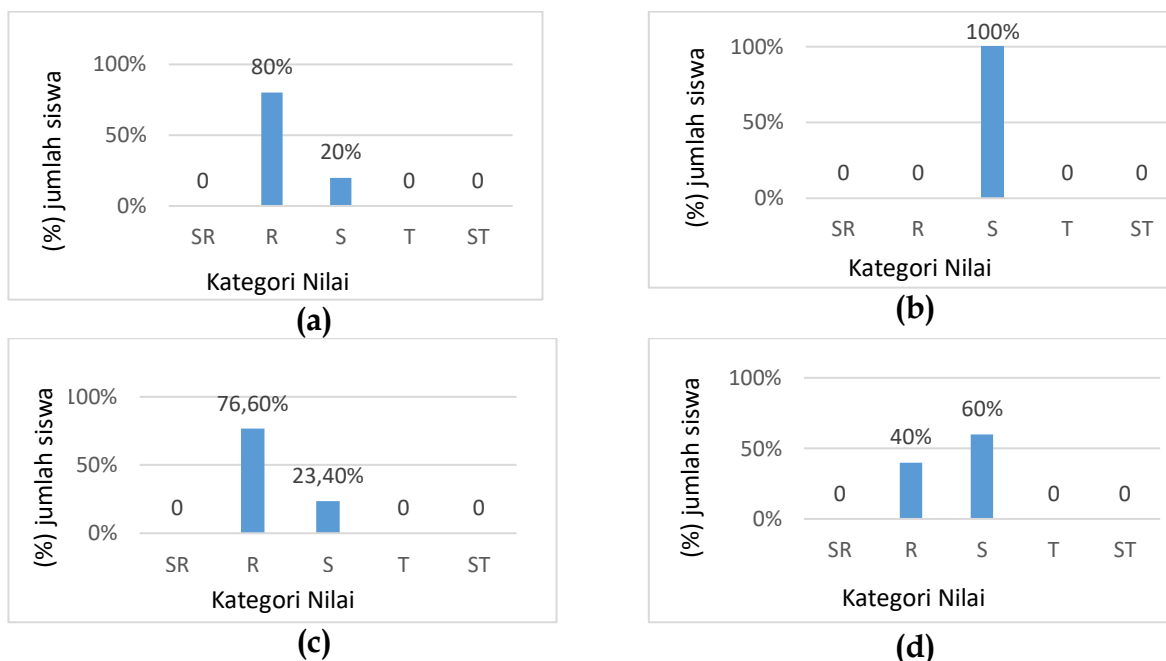 (%) jumlah siswa
100%
50%
0%
0
80%
20%
0
0
SR R S T ST
Kategori Nilai
(a)
(%) jumlah siswa
100%
50%
0%
0
0
100%
0
0
SR R S T ST
Kategori Nilai
(b)
(%) jumlah siswa
100%
50%
0%
0
76,60%
23,40%
0
0
SR R S T ST
Kategori Nilai
(c)
(%) jumlah siswa
100%
50%
0%
0
40%
60%
0
0
SR R S T ST
Kategori Nilai
(d)